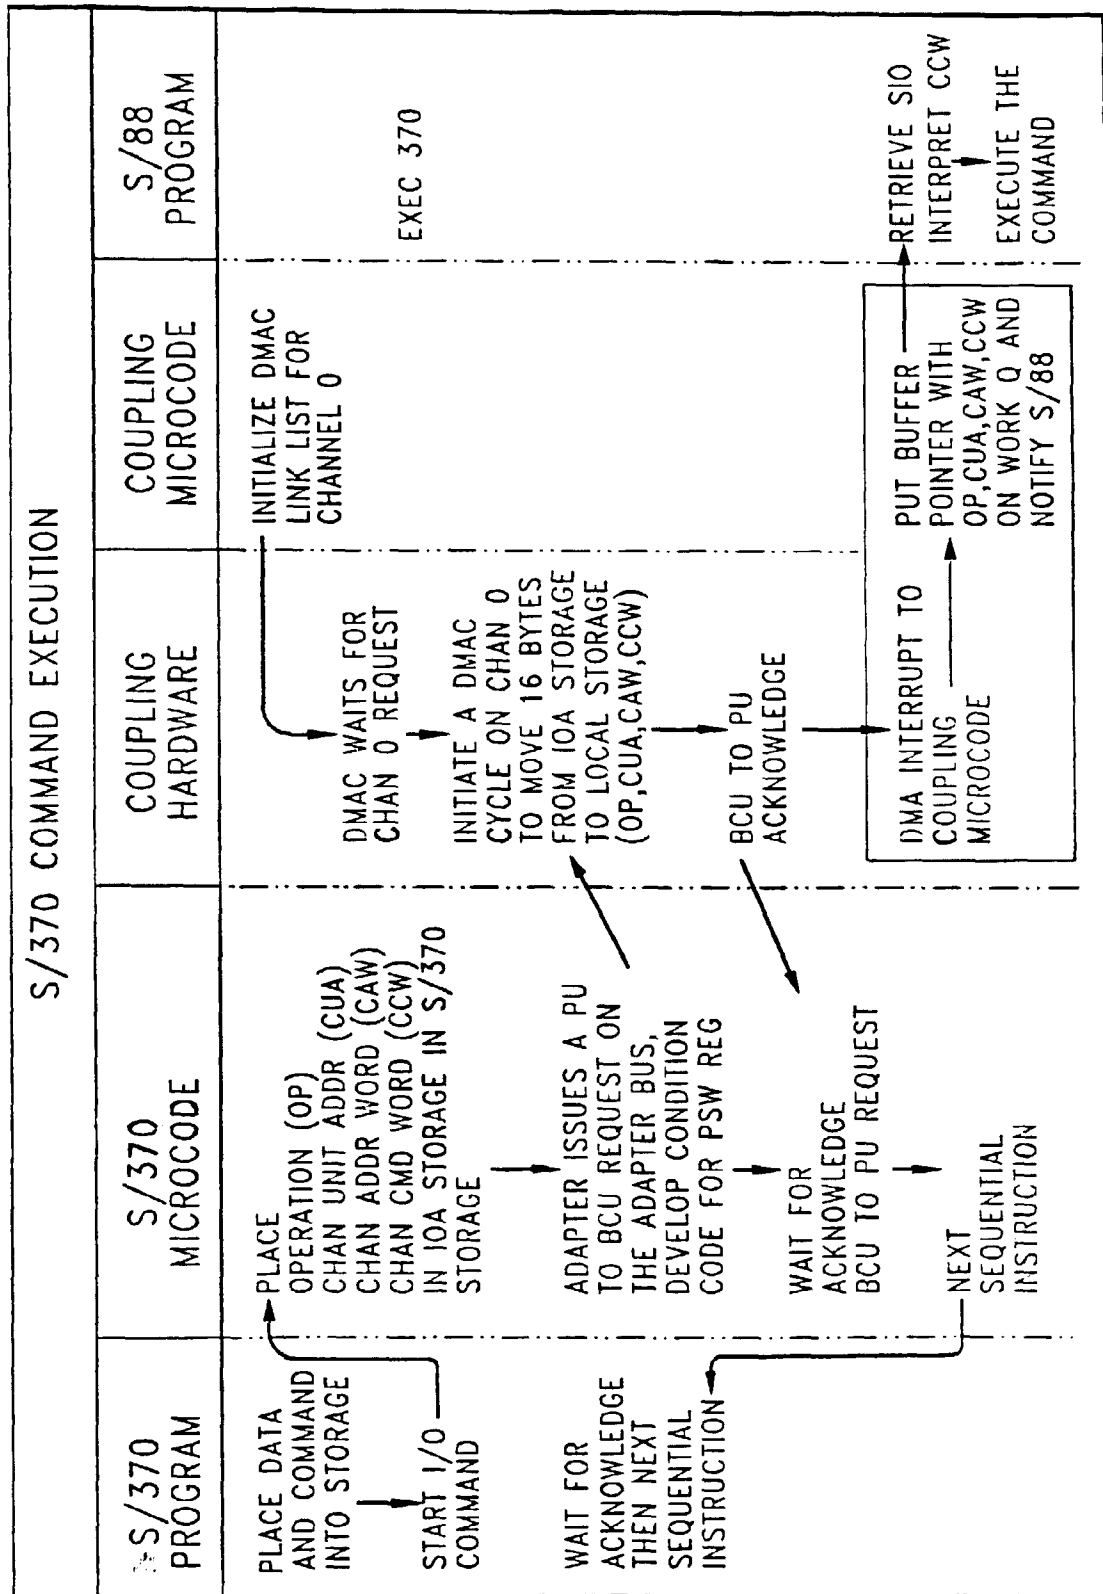 S/370 COMMAND EXECUTION
S/370
PROGRAM
S/370
MICROCODE
COUPLING
HARDWARE
COUPLING
MICROCODE
S/88
PROGRAM
PLACE DATA
AND COMMAND
INTO STORAGE
START I/O
COMMAND
WAIT FOR
ACKNOWLEDGE
THEN NEXT
SEQUENTIAL
INSTRUCTION
PLACE
OPERATION (OP)
CHAN UNIT ADDR (CUA)
CHAN ADDR WORD (CAW)
CHAN CMD WORD (CCW)
IN IOA STORAGE IN S/370
STORAGE
ADAPTER ISSUES A PU
TO BCU REQUEST ON
THE ADAPTER BUS,
DEVELOP CONDITION
CODE FOR PSW REG
WAIT FOR
ACKNOWLEDGE
BCU TO PU REQUEST
NEXT
SEQUENTIAL
INSTRUCTION
DMAC WAITS FOR
CHAN 0 REQUEST
INITIATE A DMAC
CYCLE ON CHAN 0
TO MOVE 16 BYTES
FROM IOA STORAGE
TO LOCAL STORAGE
(OP,CUA,CAW,CCW)
BCU TO PU
ACKNOWLEDGE
DMA INTERRUPT TO
COUPLING
MICROCODE
INITIALIZE DMAC
LINK LIST FOR
CHANNEL 0
PUT BUFFER
POINTER WITH
OP,CUA,CAW,CCW
ON WORK Q AND
NOTIFY S/88
EXEC 370
RETRIEVE SIO
INTERPRET CCW
EXECUTE THE
COMMAND